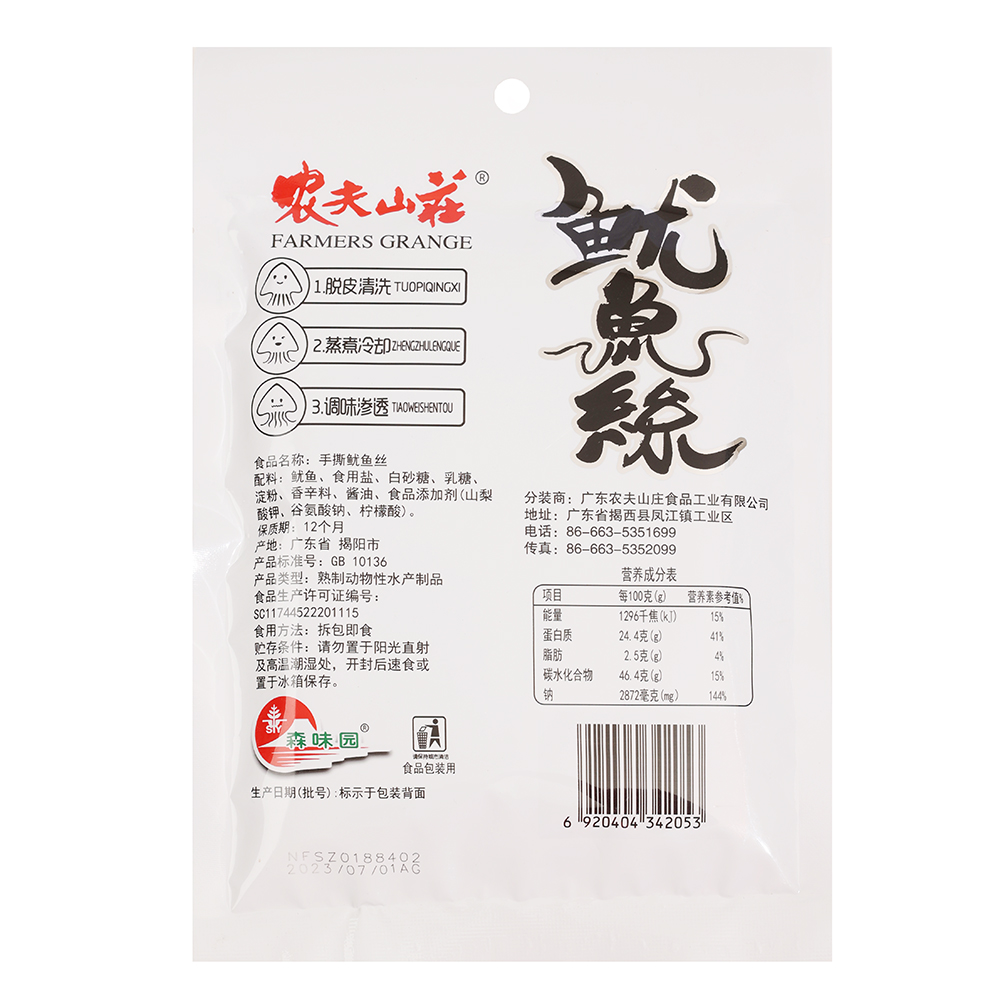 农夫山莊®
FARMERS GRANGE
1.脱皮清洗 TUOPIQINGXI
2.蒸煮冷却 ZHENGZHULENGQUE
3.调味渗透 TIAOWEISHENTOU
食品名称：手撕鱿鱼丝
配料：鱿鱼、食用盐、白砂糖、乳糖、
淀粉、香辛料、酱油、食品添加剂(山梨
酸钾、谷氨酸钠、柠檬酸)。
保质期：12个月
产地：广东省 揭阳市
产品标准号：GB 10136
产品类型：熟制动物性水产制品
食品生产许可证编号：
SC11744522201115
食用方法：拆包即食
贮存条件：请勿置于阳光直射
及高温潮湿处，开封后速食或
置于冰箱保存。
SIY
森味园®
请保持城市清洁
食品包装用
生产日期(批号)：标示于包装背面
NFSZ0188402
2023/07/01AG
魷魚絲
分装商：广东农夫山庄食品工业有限公司
地址：广东省揭西县凤江镇工业区
电话：86-663-5351699
传真：86-663-5352099
营养成分表
项目 每100克(g) 营养素参考值%
能量 1296千焦(kJ) 15%
蛋白质 24.4克(g) 41%
脂肪 2.5克(g) 4%
碳水化合物 46.4克(g) 15%
钠 2872毫克(mg) 144%
6 920404 342053